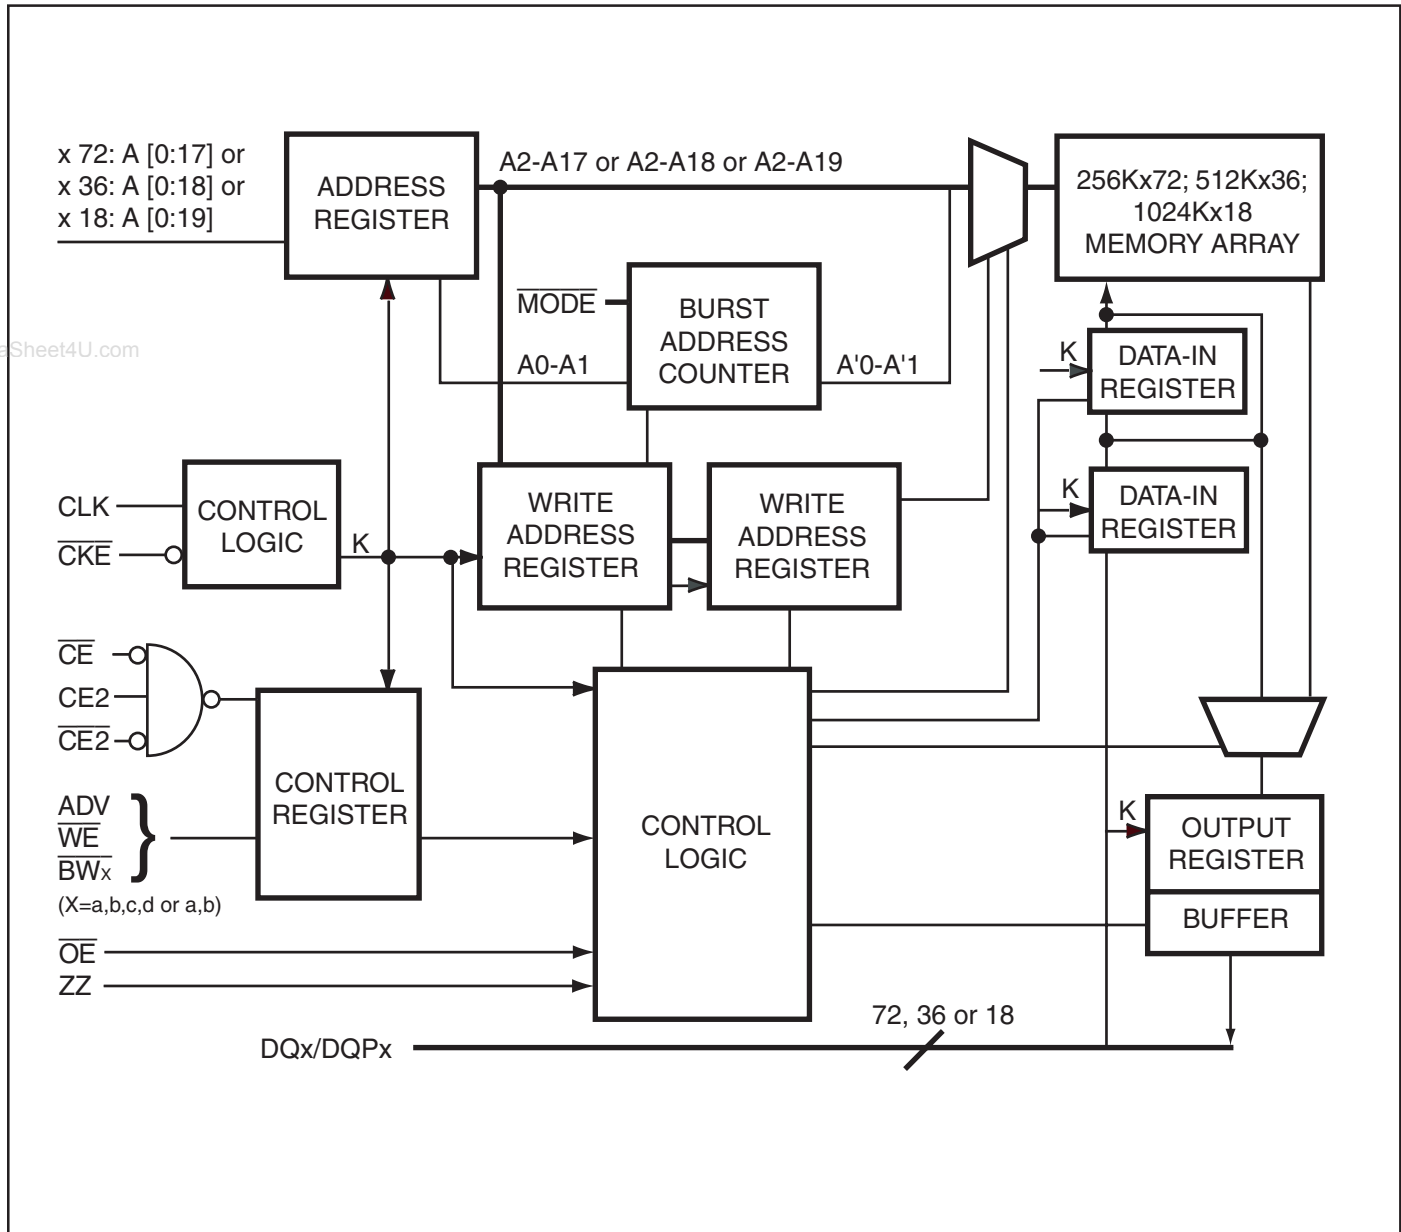 x 72: A [0:17] or
x 36: A [0:18] or
x 18: A [0:19]
ADDRESS
REGISTER
A2-A17 or A2-A18 or A2-A19
256Kx72; 512Kx36;
1024Kx18
MEMORY ARRAY
MODE
BURST
ADDRESS
COUNTER
A0-A1
A'0-A'1
aSheet4U.com
K
DATA-IN
REGISTER
K
DATA-IN
REGISTER
CLK
CKE
CONTROL
LOGIC
K
WRITE
ADDRESS
REGISTER
WRITE
ADDRESS
REGISTER
CE
CE2
CE2
ADV
WE
BWx
(X=a,b,c,d or a,b)
CONTROL
REGISTER
CONTROL
LOGIC
K
OUTPUT
REGISTER
BUFFER
OE
ZZ
72, 36 or 18
DQx/DQPx